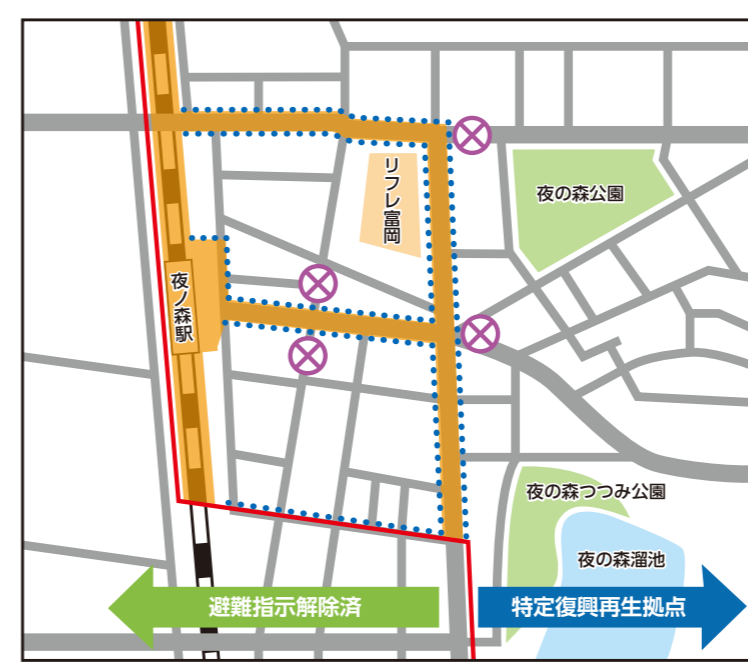 リフレ富岡
夜の森公園
夜ノ森駅
夜の森つつみ公園
夜の森溜池
避難指示解除済
特定復興再生拠点